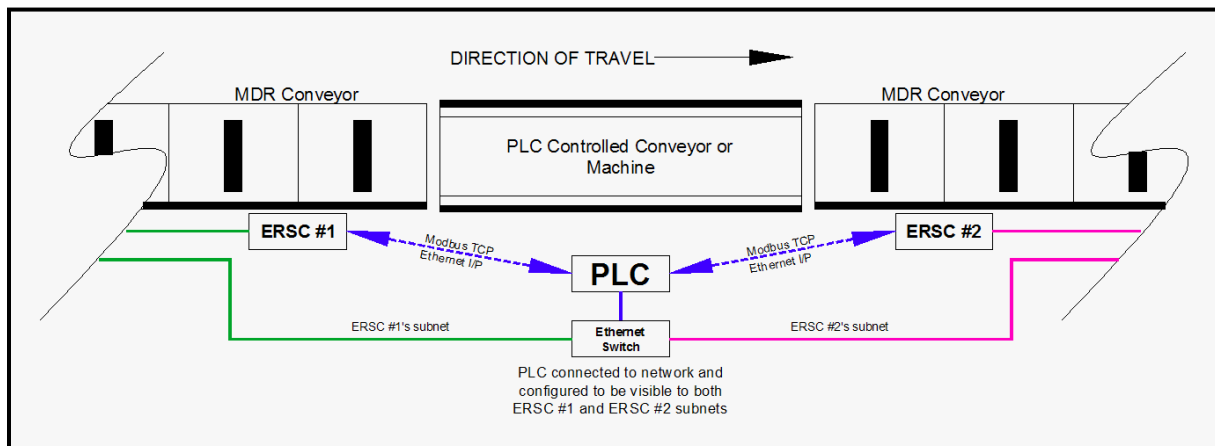 DIRECTION OF TRAVEL
MDR Conveyor
MDR Conveyor
PLC Controlled Conveyor or
Machine
ERSC #1
ERSC #2
Modbus TCP
Ethernet I/P
Modbus TCP
Ethernet I/P
PLC
ERSC #1's subnet
Ethernet
Switch
ERSC #2's subnet
PLC connected to network and
configured to be visible to both
ERSC #1 and ERSC #2 subnets